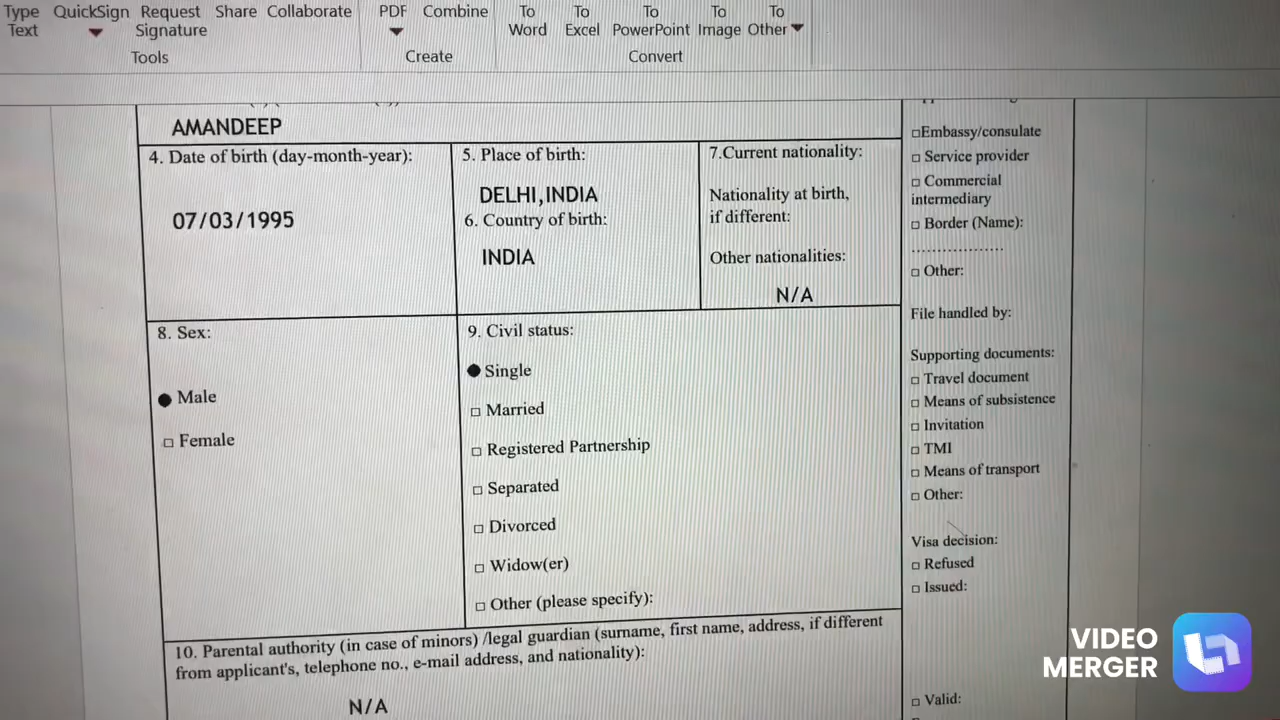 Type Text
QuickSign
Request Signature
Share
Collaborate
Tools
PDF
Combine
Create
To Word
To Excel
To PowerPoint
To Image
To Other
Convert
AMANDEEP
4. Date of birth (day-month-year):
07/03/1995
5. Place of birth:
DELHI,INDIA
6. Country of birth:
INDIA
7.Current nationality:
Nationality at birth,
if different:
Other nationalities:
N/A
8. Sex:
Male
Female
9. Civil status:
Single
Married
Registered Partnership
Separated
Divorced
Widow(er)
Other (please specify):
10. Parental authority (in case of minors) /legal guardian (surname, first name, address, if different
from applicant's, telephone no., e-mail address, and nationality):
N/A
Embassy/consulate
Service provider
Commercial
intermediary
Border (Name):
..................
Other:
File handled by:
Supporting documents:
Travel document
Means of subsistence
Invitation
TMI
Means of transport
Other:
Visa decision:
Refused
Issued:
Valid:
VIDEO
MERGER